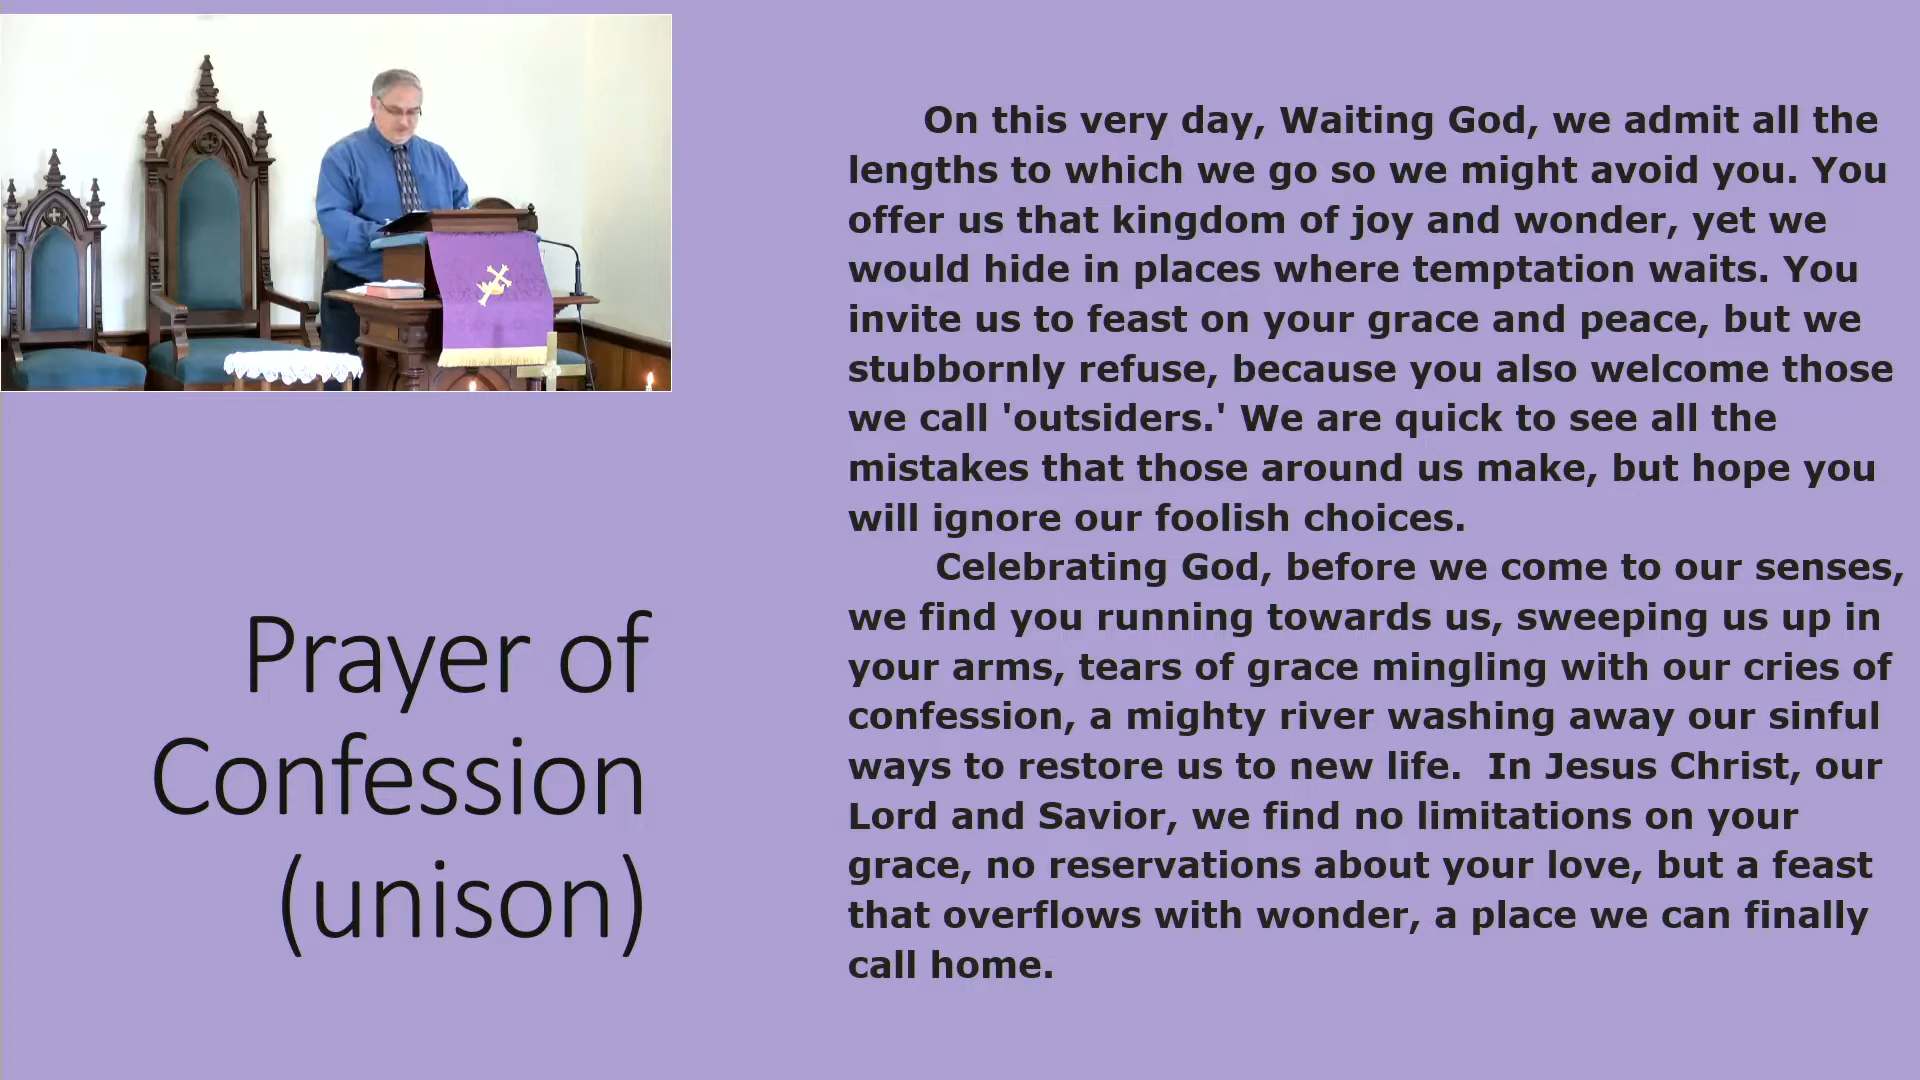 Prayer of
Confession
(unison)
On this very day, Waiting God, we admit all the
lengths to which we go so we might avoid you. You
offer us that kingdom of joy and wonder, yet we
would hide in places where temptation waits. You
invite us to feast on your grace and peace, but we
stubbornly refuse, because you also welcome those
we call 'outsiders.' We are quick to see all the
mistakes that those around us make, but hope you
will ignore our foolish choices.
Celebrating God, before we come to our senses,
we find you running towards us, sweeping us up in
your arms, tears of grace mingling with our cries of
confession, a mighty river washing away our sinful
ways to restore us to new life.  In Jesus Christ, our
Lord and Savior, we find no limitations on your
grace, no reservations about your love, but a feast
that overflows with wonder, a place we can finally
call home.